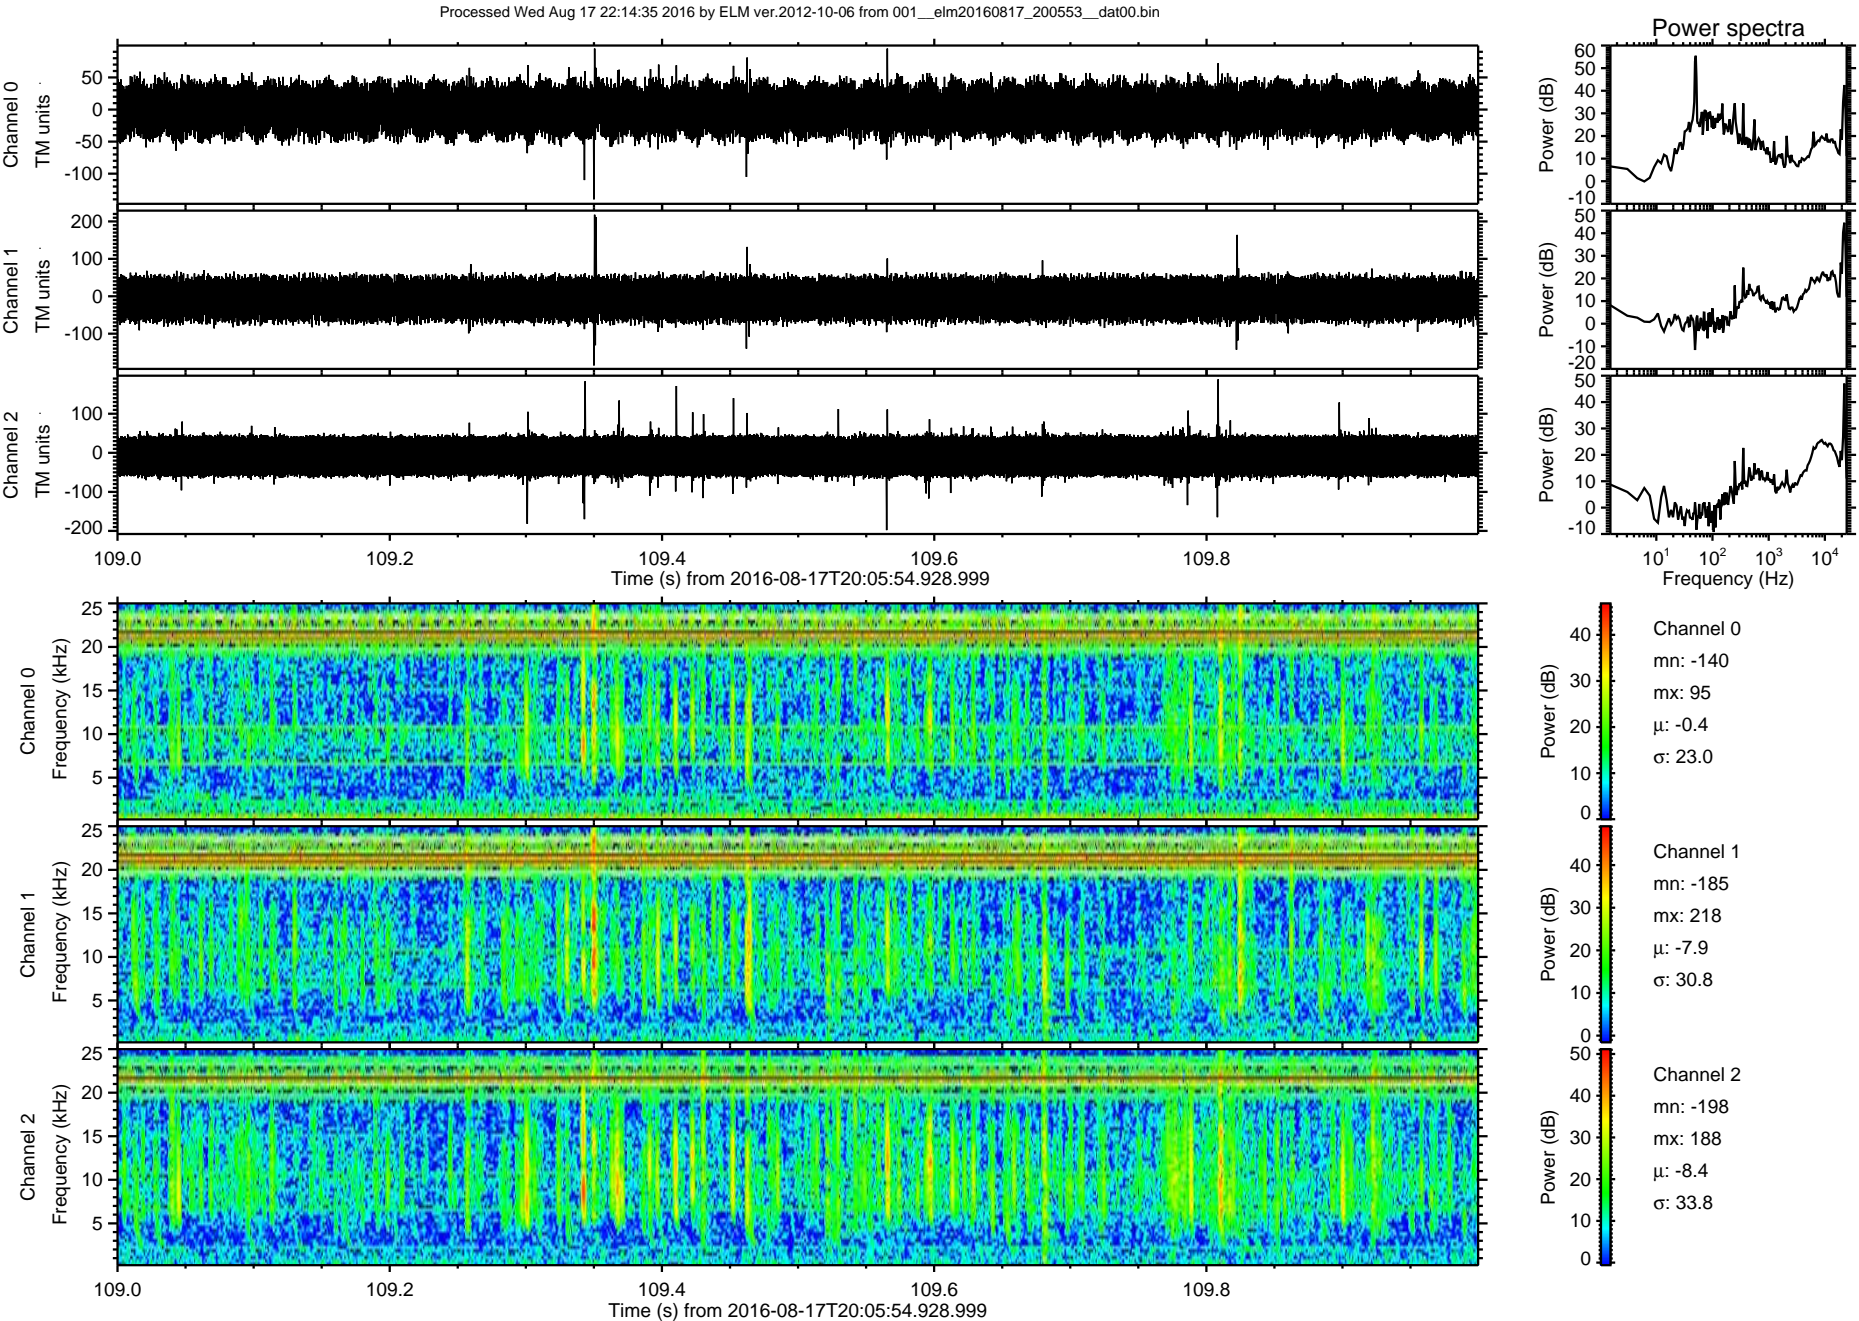 Processed Wed Aug 17 22:14:35 2016 by ELM ver.2012-10-06 from 001__elm20160817_200553__dat00.bin
Power spectra
Channel 0
TM units
50
0
-50
-100
Power (dB)
60
50
40
30
20
10
0
-10
Channel 1
TM units
200
100
0
-100
Power (dB)
50
40
30
20
10
0
-10
-20
Channel 2
TM units
100
0
-100
-200
Power (dB)
50
40
30
20
10
0
-10
109.0 109.2 109.4 109.6 109.8
Time (s) from 2016-08-17T20:05:54.928.999
10^1 10^2 10^3 10^4
Frequency (Hz)
Channel 0
Frequency (kHz)
25
20
15
10
5
Power (dB)
40
30
20
10
0
Channel 0
mn: -140
mx: 95
μ: -0.4
σ: 23.0
Channel 1
Frequency (kHz)
25
20
15
10
5
Power (dB)
40
30
20
10
0
Channel 1
mn: -185
mx: 218
μ: -7.9
σ: 30.8
Channel 2
Frequency (kHz)
25
20
15
10
5
Power (dB)
50
40
30
20
10
0
Channel 2
mn: -198
mx: 188
μ: -8.4
σ: 33.8
109.0 109.2 109.4 109.6 109.8
Time (s) from 2016-08-17T20:05:54.928.999